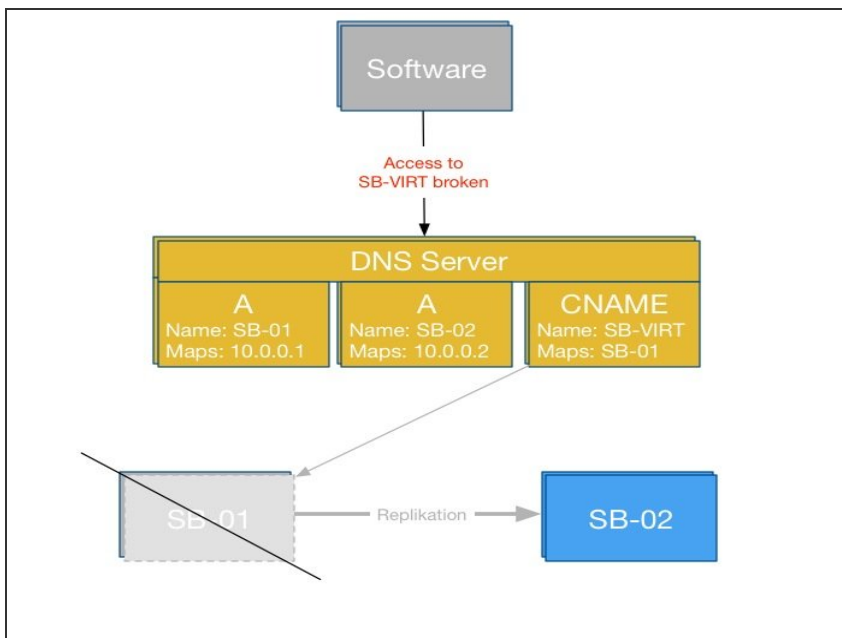 Software
Access to
SB-VIRT broken
DNS Server
A
Name: SB-01
Maps: 10.0.0.1
A
Name: SB-02
Maps: 10.0.0.2
CNAME
Name: SB-VIRT
Maps: SB-01
SB-01
Replikation
SB-02